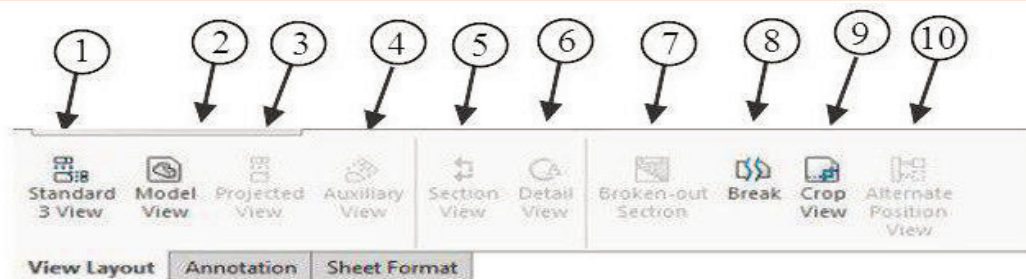 1 2 3 4 5 6 7 8 9 10
Standard Model Projected Auxiliary Section Detail Broken-out Break Crop Alternate
3 View View View View View View Section View Position
View
View Layout Annotation Sheet Format